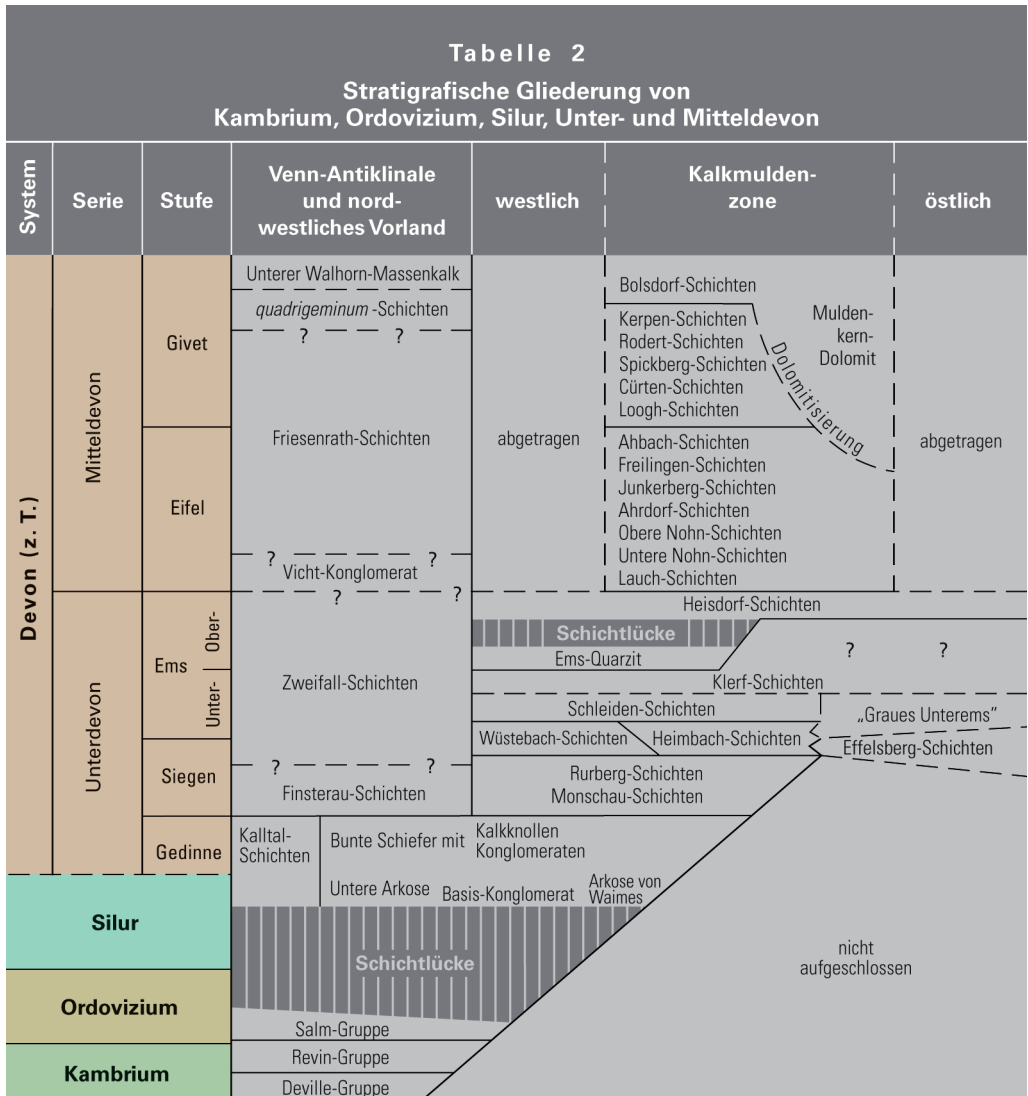 Tabelle 2
Stratigrafische Gliederung von
Kambrium, Ordovizium, Silur, Unter- und Mitteldevon
System
Serie
Stufe
Venn-Antiklinale
und nord-
westliches Vorland
westlich
Kalkmulden-
zone
östlich
Devon (z. T.)
Mitteldevon
Givet
Eifel
Unterdevon
Ems
Ober-
Unter-
Siegen
Gedinne
Silur
Ordovizium
Kambrium
Unterer Walhorn-Massenkalk
quadrigeminum -Schichten
? ?
Friesenrath-Schichten
? ?
Vicht-Konglomerat
? ?
Zweifall-Schichten
? ?
Finsterau-Schichten
Kalltal-
Schichten
Bunte Schiefer mit
Kalkknollen
Konglomeraten
Untere Arkose
Basis-Konglomerat
Arkose von
Waimes
Schichtlücke
Salm-Gruppe
Revin-Gruppe
Deville-Gruppe
abgetragen
Bolsdorf-Schichten
Kerpen-Schichten
Rodert-Schichten
Spickberg-Schichten
Cürten-Schichten
Loogh-Schichten
Dolomitisierung
Mulden-
kern-
Dolomit
Ahbach-Schichten
Freilingen-Schichten
Junkerberg-Schichten
Ahrdorf-Schichten
Obere Nohn-Schichten
Untere Nohn-Schichten
Lauch-Schichten
abgetragen
Heisdorf-Schichten
Schichtlücke
Ems-Quarzit
? ?
Klerf-Schichten
Schleiden-Schichten
„Graues Unterems"
Wüstebach-Schichten
Heimbach-Schichten
Effelsberg-Schichten
Rurberg-Schichten
Monschau-Schichten
nicht
aufgeschlossen